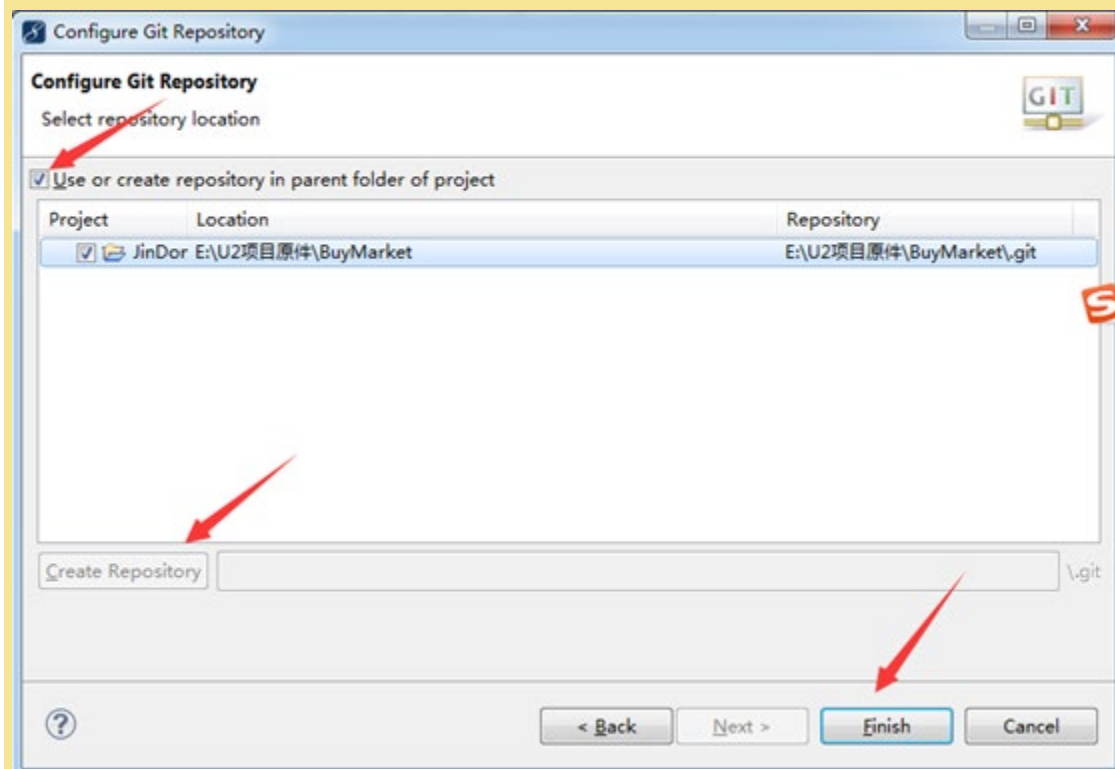 Configure Git Repository
Configure Git Repository
GIT
Select repository location
Use or create repository in parent folder of project
Project Location Repository
JinDor E:\U2项目原件\BuyMarket E:\U2项目原件\BuyMarket\.git
S
Create Repository \.git
? < Back Next > Finish Cancel